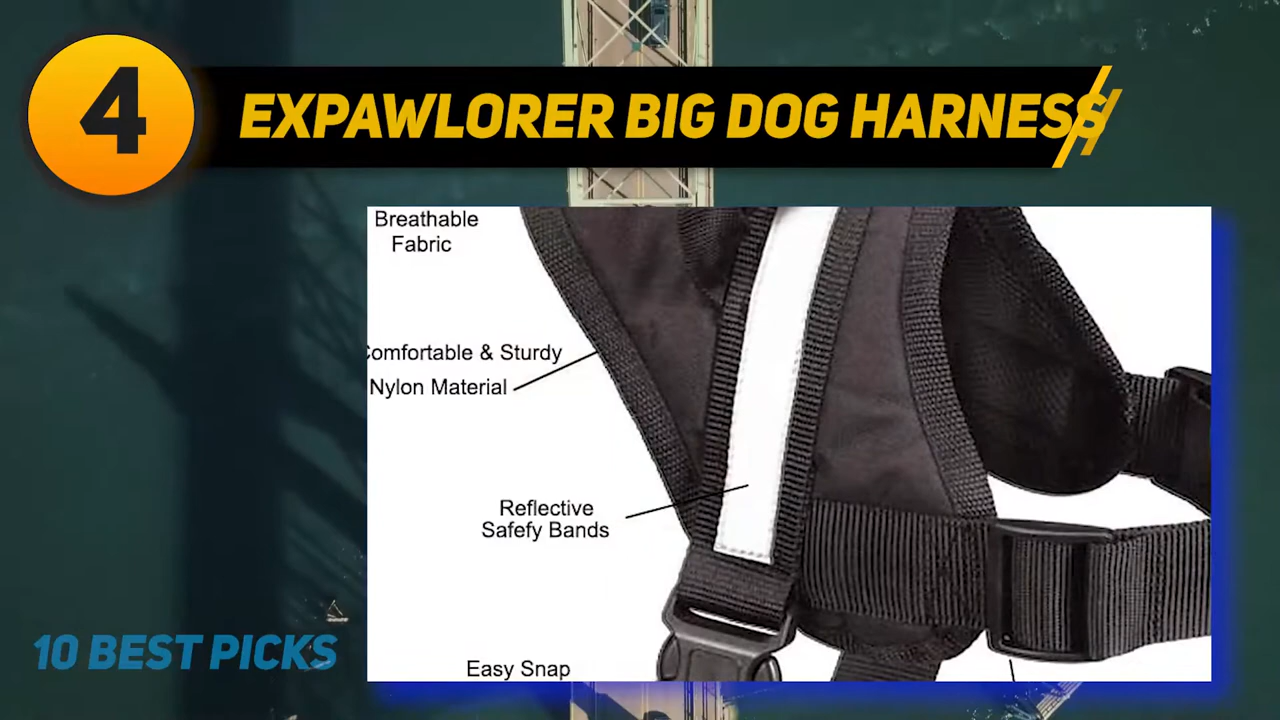 4
EXPAWLORER BIG DOG HARNESS
Breathable
Fabric
Comfortable & Sturdy
Nylon Material
Reflective
Safefy Bands
Easy Snap
10 BEST PICKS